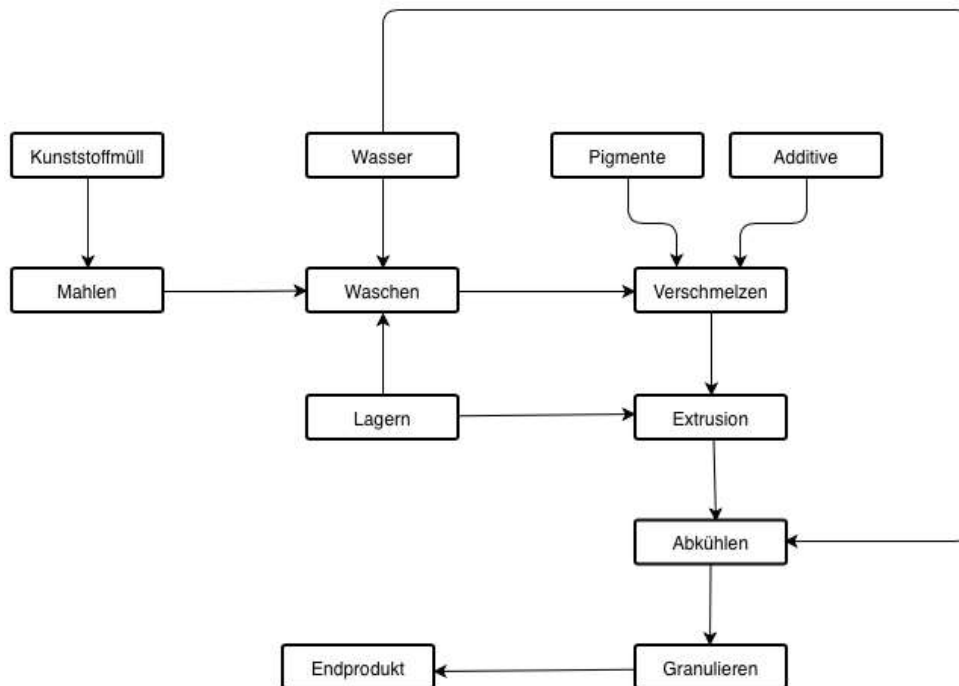 Kunststoffmüll
Wasser
Pigmente
Additive
Mahlen
Waschen
Verschmelzen
Lagern
Extrusion
Abkühlen
Endprodukt
Granulieren